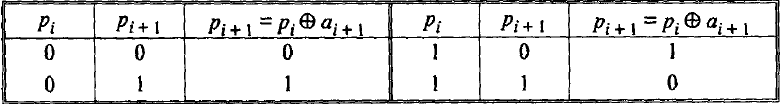 p_i p_{i+1} p_{i+1} = p_i ⊕ a_{i+1} p_i p_{i+1} p_{i+1} = p_i ⊕ a_{i+1}
0 0 0 1 0 1
0 1 1 1 1 0